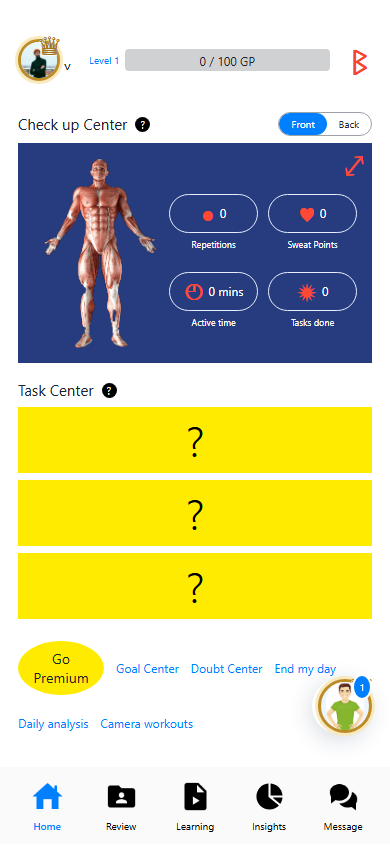 v
Level 1
0 / 100 GP
Check up Center ?
Front Back
0 0
Repetitions Sweat Points
0 mins 0
Active time Tasks done
Task Center ?
?
?
?
Go
Premium
Goal Center Doubt Center End my day
1
Daily analysis Camera workouts
Home Review Learning Insights Message